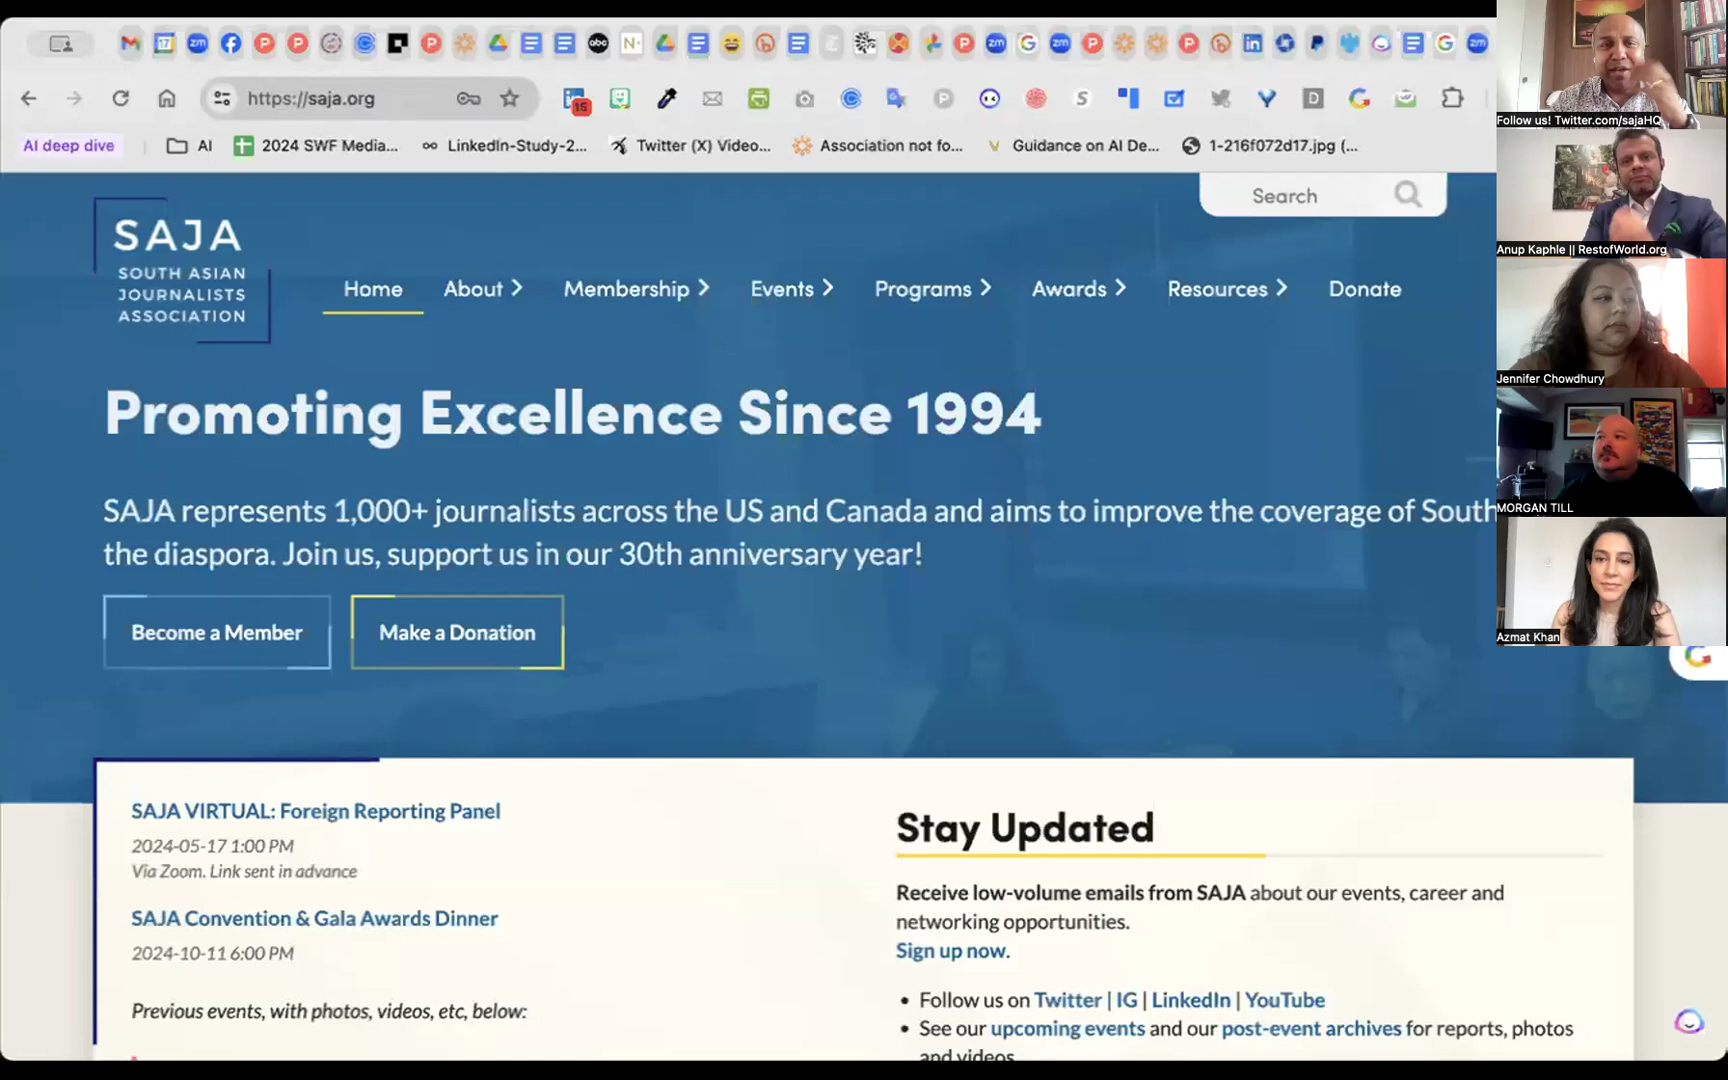 https://saja.org
15
abc
N
AI deep dive
AI
2024 SWF Media...
LinkedIn-Study-2...
Twitter (X) Video...
Association not fo...
Guidance on AI De...
1-216f072d17.jpg (...
Search
SAJA
SOUTH ASIAN
JOURNALISTS
ASSOCIATION
Home
About
Membership
Events
Programs
Awards
Resources
Donate
Promoting Excellence Since 1994
SAJA represents 1,000+ journalists across the US and Canada and aims to improve the coverage of South
the diaspora. Join us, support us in our 30th anniversary year!
Become a Member
Make a Donation
SAJA VIRTUAL: Foreign Reporting Panel
2024-05-17 1:00 PM
Via Zoom. Link sent in advance
SAJA Convention & Gala Awards Dinner
2024-10-11 6:00 PM
Previous events, with photos, videos, etc, below:
Stay Updated
Receive low-volume emails from SAJA about our events, career and
networking opportunities.
Sign up now.
• Follow us on Twitter | IG | LinkedIn | YouTube
• See our upcoming events and our post-event archives for reports, photos
and videos
Follow us! Twitter.com/sajaHQ
Anup Kaphle || RestofWorld.org
Jennifer Chowdhury
MORGAN TILL
Azmat Khan